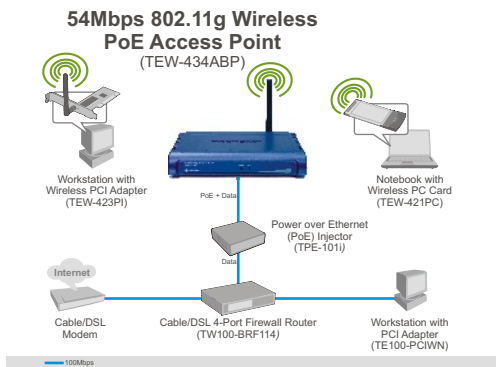 54Mbps 802.11g Wireless
PoE Access Point
(TEW-434ABP)
Workstation with
Wireless PCI Adapter
(TEW-423PI)
Notebook with
Wireless PC Card
(TEW-421PC)
PoE + Data
Power over Ethernet
(PoE) Injector
(TPE-101i)
Data
Internet
Cable/DSL
Modem
Cable/DSL 4-Port Firewall Router
(TW100-BRF114)
Workstation with
PCI Adapter
(TE100-PCIWN)
100Mbps